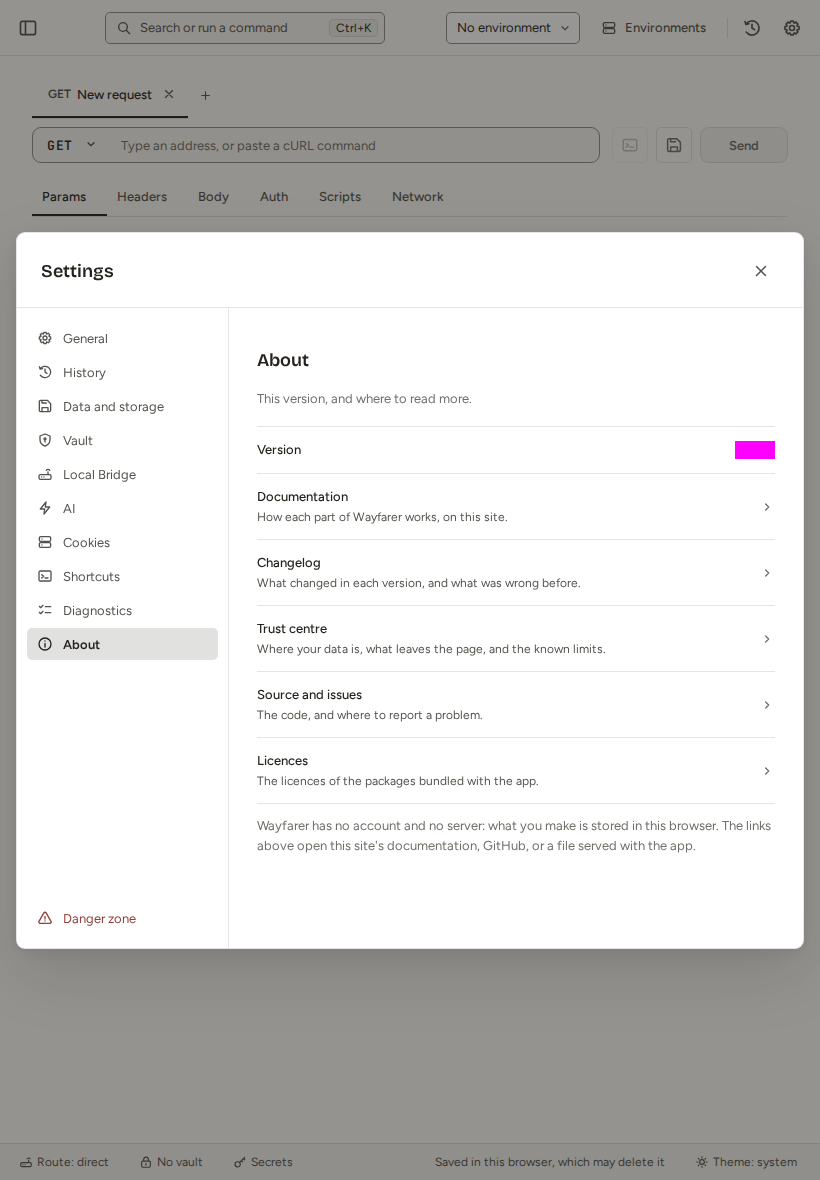 Search or run a command Ctrl+K No environment Environments
GET New request
GET Type an address, or paste a cURL command Send
Params Headers Body Auth Scripts Network
Settings
General
History
Data and storage
Vault
Local Bridge
AI
Cookies
Shortcuts
Diagnostics
About
Danger zone
About
This version, and where to read more.
Version
Documentation
How each part of Wayfarer works, on this site.
Changelog
What changed in each version, and what was wrong before.
Trust centre
Where your data is, what leaves the page, and the known limits.
Source and issues
The code, and where to report a problem.
Licences
The licences of the packages bundled with the app.
Wayfarer has no account and no server: what you make is stored in this browser. The links
above open this site's documentation, GitHub, or a file served with the app.
Route: direct No vault Secrets Saved in this browser, which may delete it Theme: system